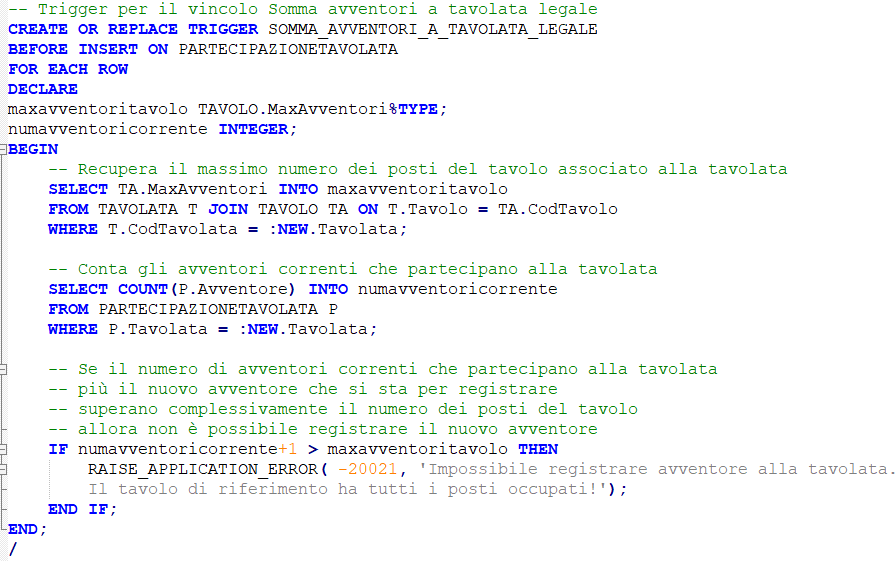 -- Trigger per il vincolo Somma avventori a tavolata legale
CREATE OR REPLACE TRIGGER SOMMA_AVVENTORI_A_TAVOLATA_LEGALE
BEFORE INSERT ON PARTECIPAZIONETAVOLATA
FOR EACH ROW
DECLARE
maxavventoritavolo TAVOLO.MaxAvventori%TYPE;
numavventoricorrente INTEGER;
BEGIN
    -- Recupera il massimo numero dei posti del tavolo associato alla tavolata
    SELECT TA.MaxAvventori INTO maxavventoritavolo
    FROM TAVOLATA T JOIN TAVOLO TA ON T.Tavolo = TA.CodTavolo
    WHERE T.CodTavolata = :NEW.Tavolata;

    -- Conta gli avventori correnti che partecipano alla tavolata
    SELECT COUNT(P.Avventore) INTO numavventoricorrente
    FROM PARTECIPAZIONETAVOLATA P
    WHERE P.Tavolata = :NEW.Tavolata;

    -- Se il numero di avventori correnti che partecipano alla tavolata
    -- più il nuovo avventore che si sta per registrare
    -- superano complessivamente il numero dei posti del tavolo
    -- allora non è possibile registrare il nuovo avventore
    IF numavventoricorrente+1 > maxavventoritavolo THEN
        RAISE_APPLICATION_ERROR( -20021, 'Impossibile registrare avventore alla tavolata.
        Il tavolo di riferimento ha tutti i posti occupati!');
    END IF;
END;
/